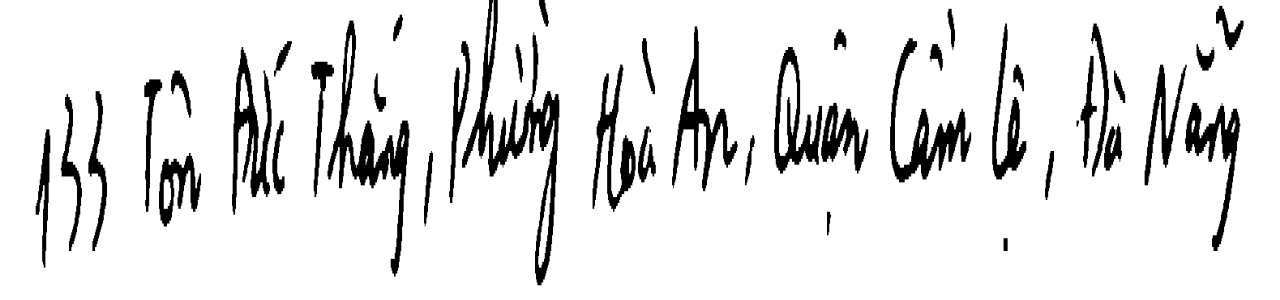 133 Tôn Đức Thắng, Phường Hoà An, Quận Cẩm Lệ, Đà Nẵng